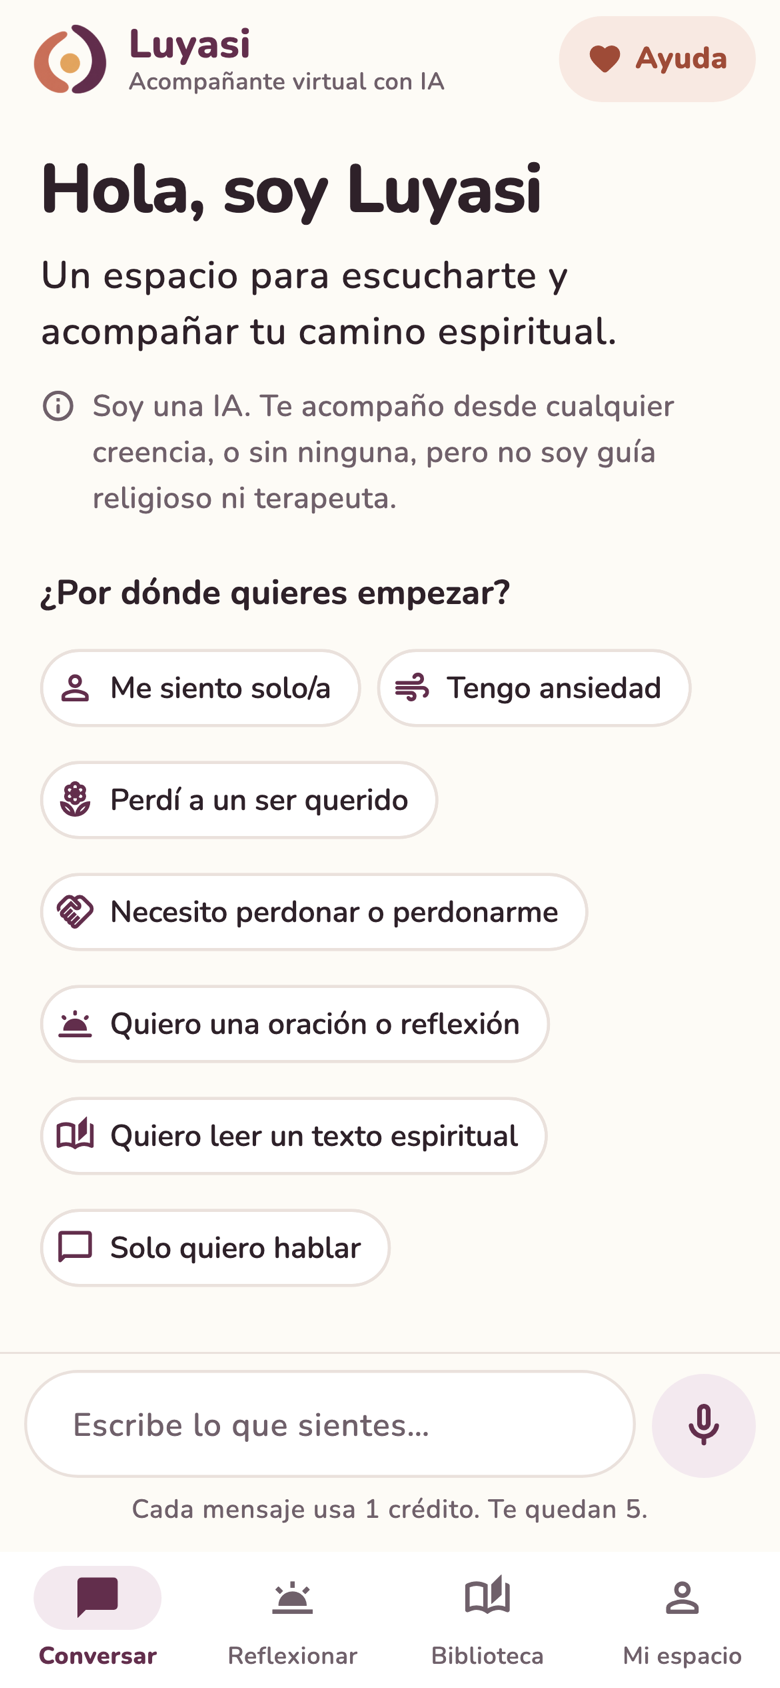 Luyasi
Acompañante virtual con IA
Ayuda
Hola, soy Luyasi
Un espacio para escucharte y
acompañar tu camino espiritual.
Soy una IA. Te acompaño desde cualquier
creencia, o sin ninguna, pero no soy guía
religioso ni terapeuta.
¿Por dónde quieres empezar?
Me siento solo/a
Tengo ansiedad
Perdí a un ser querido
Necesito perdonar o perdonarme
Quiero una oración o reflexión
Quiero leer un texto espiritual
Solo quiero hablar
Escribe lo que sientes...
Cada mensaje usa 1 crédito. Te quedan 5.
Conversar
Reflexionar
Biblioteca
Mi espacio